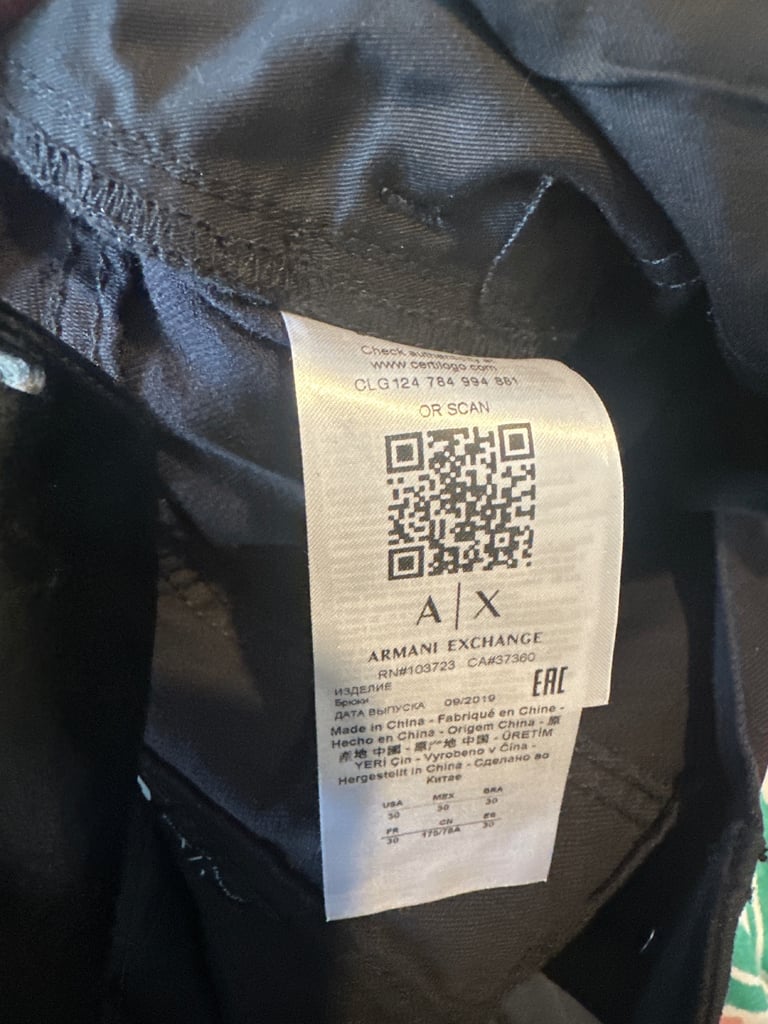 Check authenticity at
www.certilogo.com
CLG 124 784 994 881
OR SCAN
A|X
ARMANI EXCHANGE
RN#103723 CA#37360
ИЗДЕЛИЕ
Брюки
ДАТА ВЫПУСКА 09/2019
EAC
Made in China - Fabriqué en Chine -
Hecho en China - Origem China - 原
產地 中國 - 原产地 中国 - ÜRETİM
YERİ Çin - Vyrobeno v Čína -
Hergestellt in China - Сделано во
Китае
USA MEX BRA
30 30 30
FR CN ES
30 175/78A 30